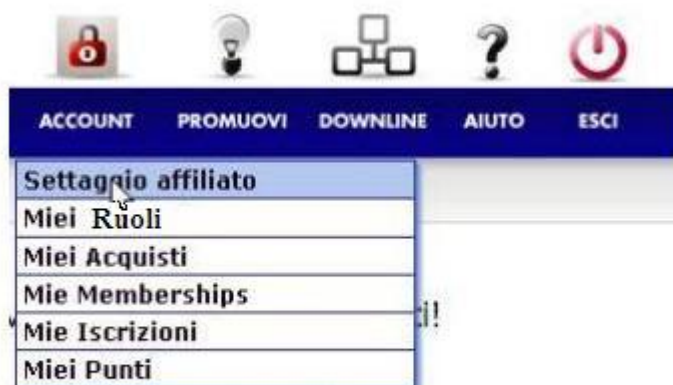 ACCOUNT PROMUOVI DOWNLINE AIUTO ESCI
Settaggio affiliato
Miei Ruoli
Miei Acquisti
Mie Memberships
Mie Iscrizioni
Miei Punti